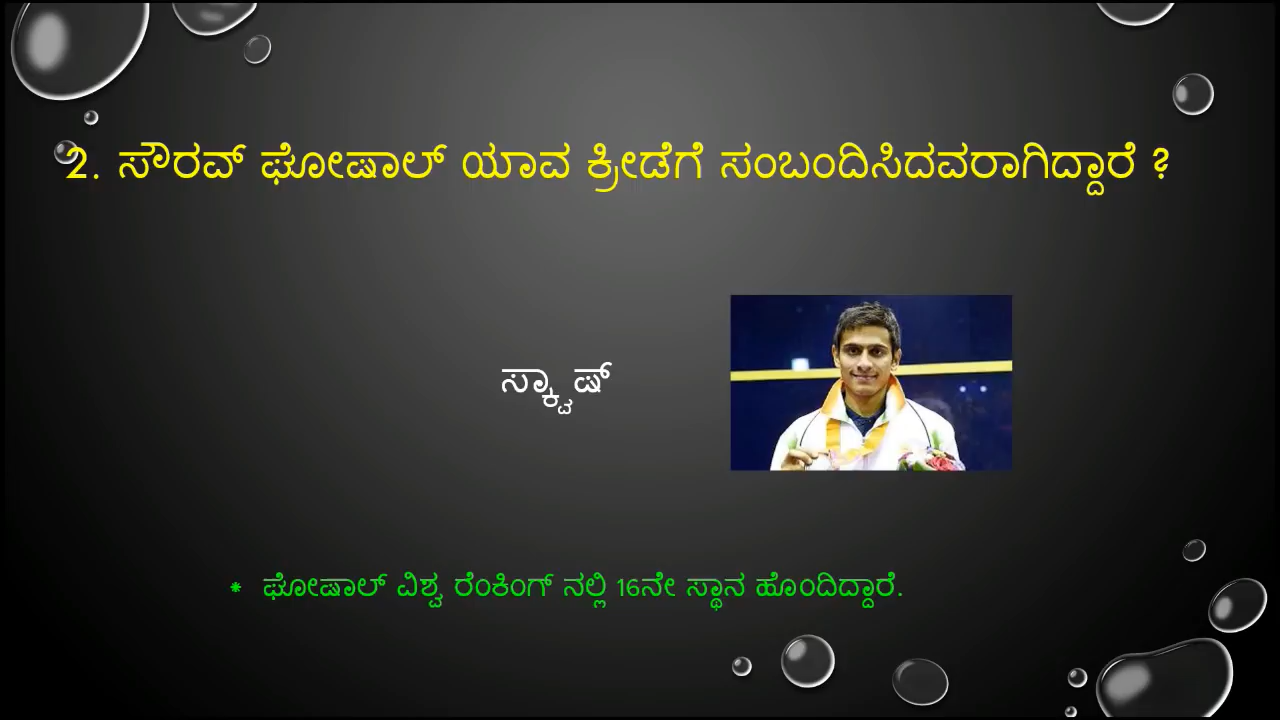 2. ಸೌರವ್ ಘೋಷಾಲ್ ಯಾವ ಕ್ರೀಡೆಗೆ ಸಂಬಂದಿಸಿದವರಾಗಿದ್ದಾರೆ ?
ಸ್ಕ್ವಾಷ್
* ಘೋಷಾಲ್ ವಿಶ್ವ ರೆಂಕಿಂಗ್ ನಲ್ಲಿ 16ನೇ ಸ್ಥಾನ ಹೊಂದಿದ್ದಾರೆ.